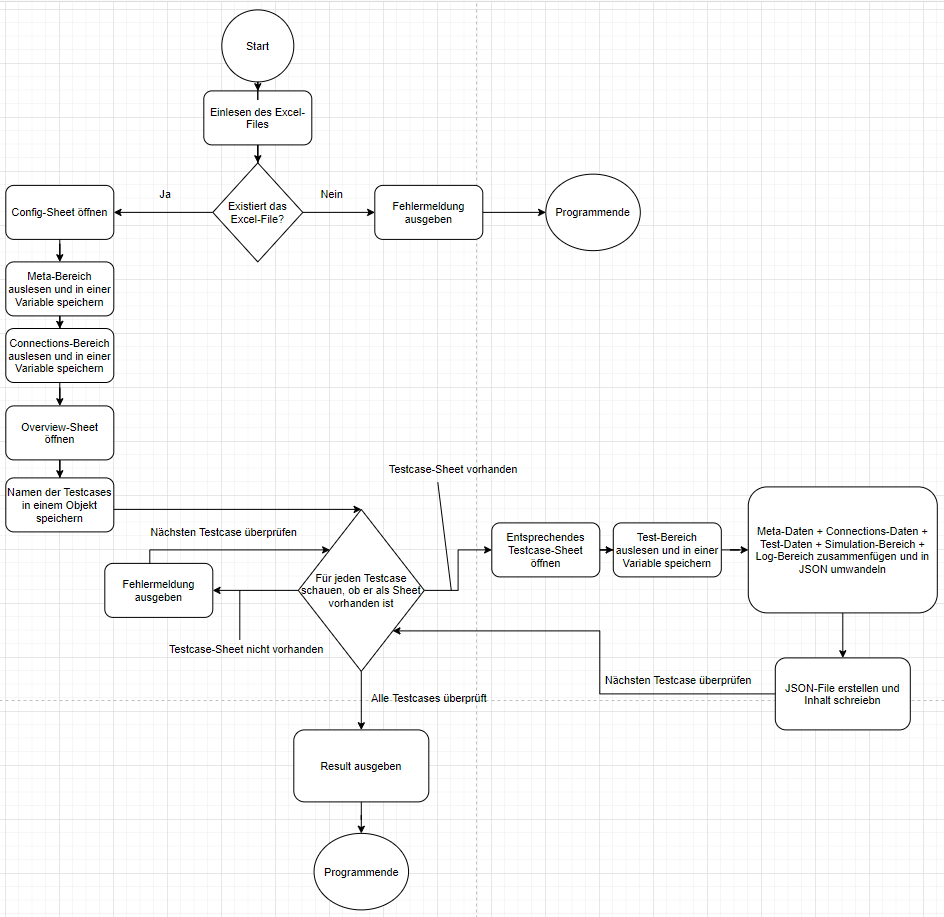 Start
Einlesen des Excel-
Files
Ja
Nein
Existiert das
Excel-File?
Config-Sheet öffnen
Fehlermeldung
ausgeben
Programmende
Meta-Bereich
auslesen und in einer
Variable speichern
Connections-Bereich
auslesen und in einer
Variable speichern
Overview-Sheet
öffnen
Namen der Testcases
in einem Objekt
speichern
Testcase-Sheet vorhanden
Nächsten Testcase überprüfen
Fehlermeldung
ausgeben
Für jeden Testcase
schauen, ob er als Sheet
vorhanden ist
Entsprechendes
Testcase-Sheet
öffnen
Test-Bereich
auslesen und in einer
Variable speichern
Meta-Daten + Connections-Daten +
Test-Daten + Simulation-Bereich +
Log-Bereich zusammenfügen und in
JSON umwandeln
Testcase-Sheet nicht vorhanden
Nächsten Testcase überprüfen
JSON-File erstellen und
Inhalt schreiebn
Alle Testcases überprüft
Result ausgeben
Programmende